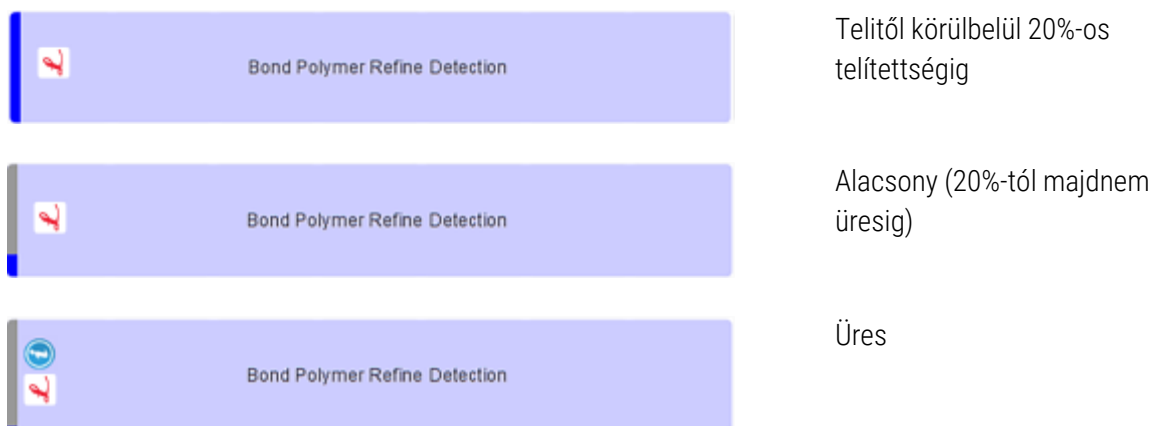 Bond Polymer Refine Detection
Telitől körülbelül 20%-os
telítettségig
Bond Polymer Refine Detection
Alacsony (20%-tól majdnem
üresig)
Bond Polymer Refine Detection
Üres